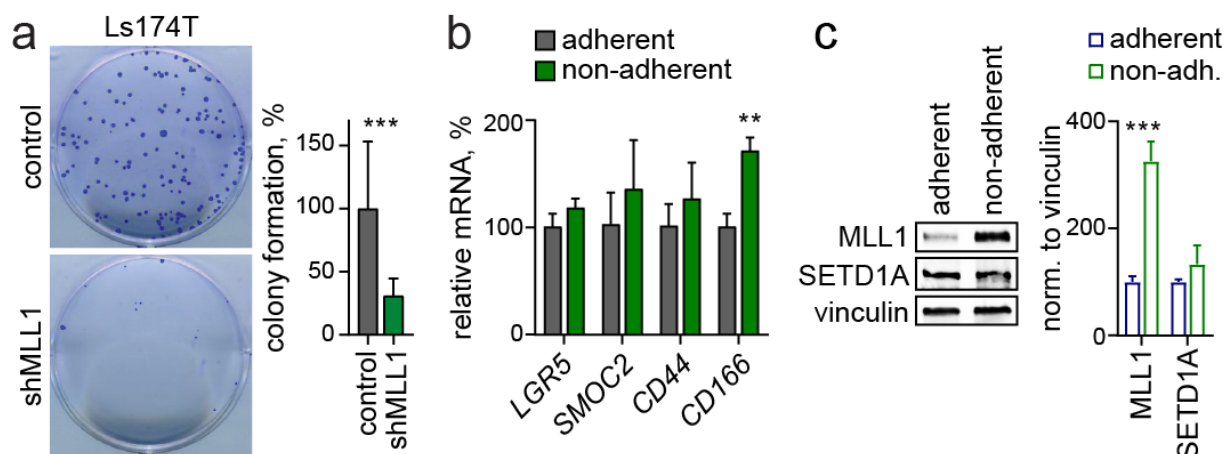 a
Ls174T
control
shMLL1
colony formation, %
150
100
50
0
***
control
shMLL1
b
adherent
non-adherent
relative mRNA, %
200
100
0
**
LGR5
SMOC2
CD44
CD166
c
adherent
non-adherent
MLL1
SETD1A
vinculin
adherent
non-adh.
norm. to vinculin
400
200
0
***
MLL1
SETD1A